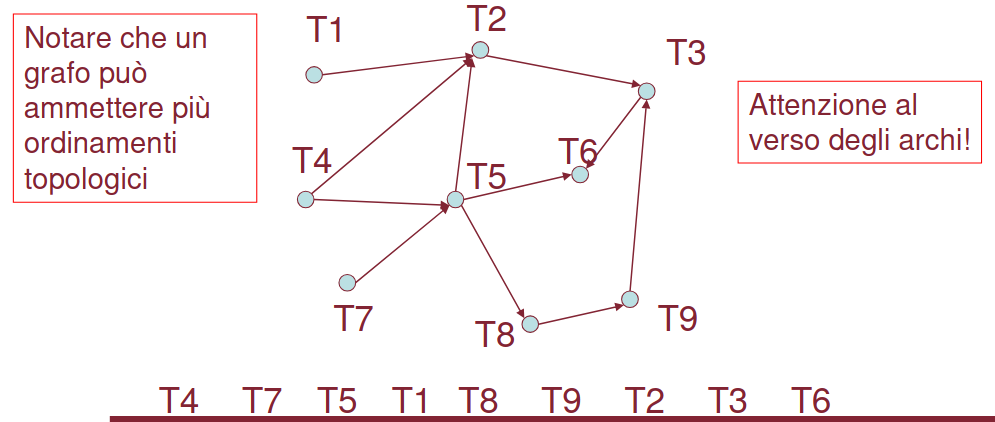 Notare che un
grafo può
ammettere più
ordinamenti
topologici
T1
T2
T3
Attenzione al
verso degli archi!
T4
T5
T6
T7
T8
T9
T4 T7 T5 T1 T8 T9 T2 T3 T6